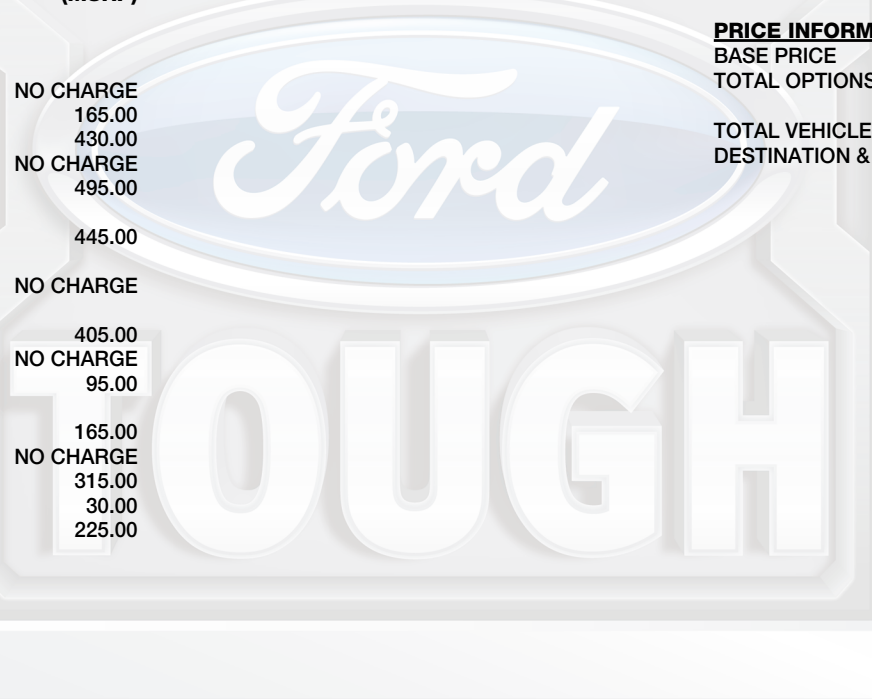 NO CHARGE
165.00
430.00
NO CHARGE
495.00
445.00
NO CHARGE
405.00
NO CHARGE
95.00
165.00
NO CHARGE
315.00
30.00
225.00
PRICE INFORM
BASE PRICE
TOTAL OPTIONS
TOTAL VEHICLE
DESTINATION &
Ford
TOUGH